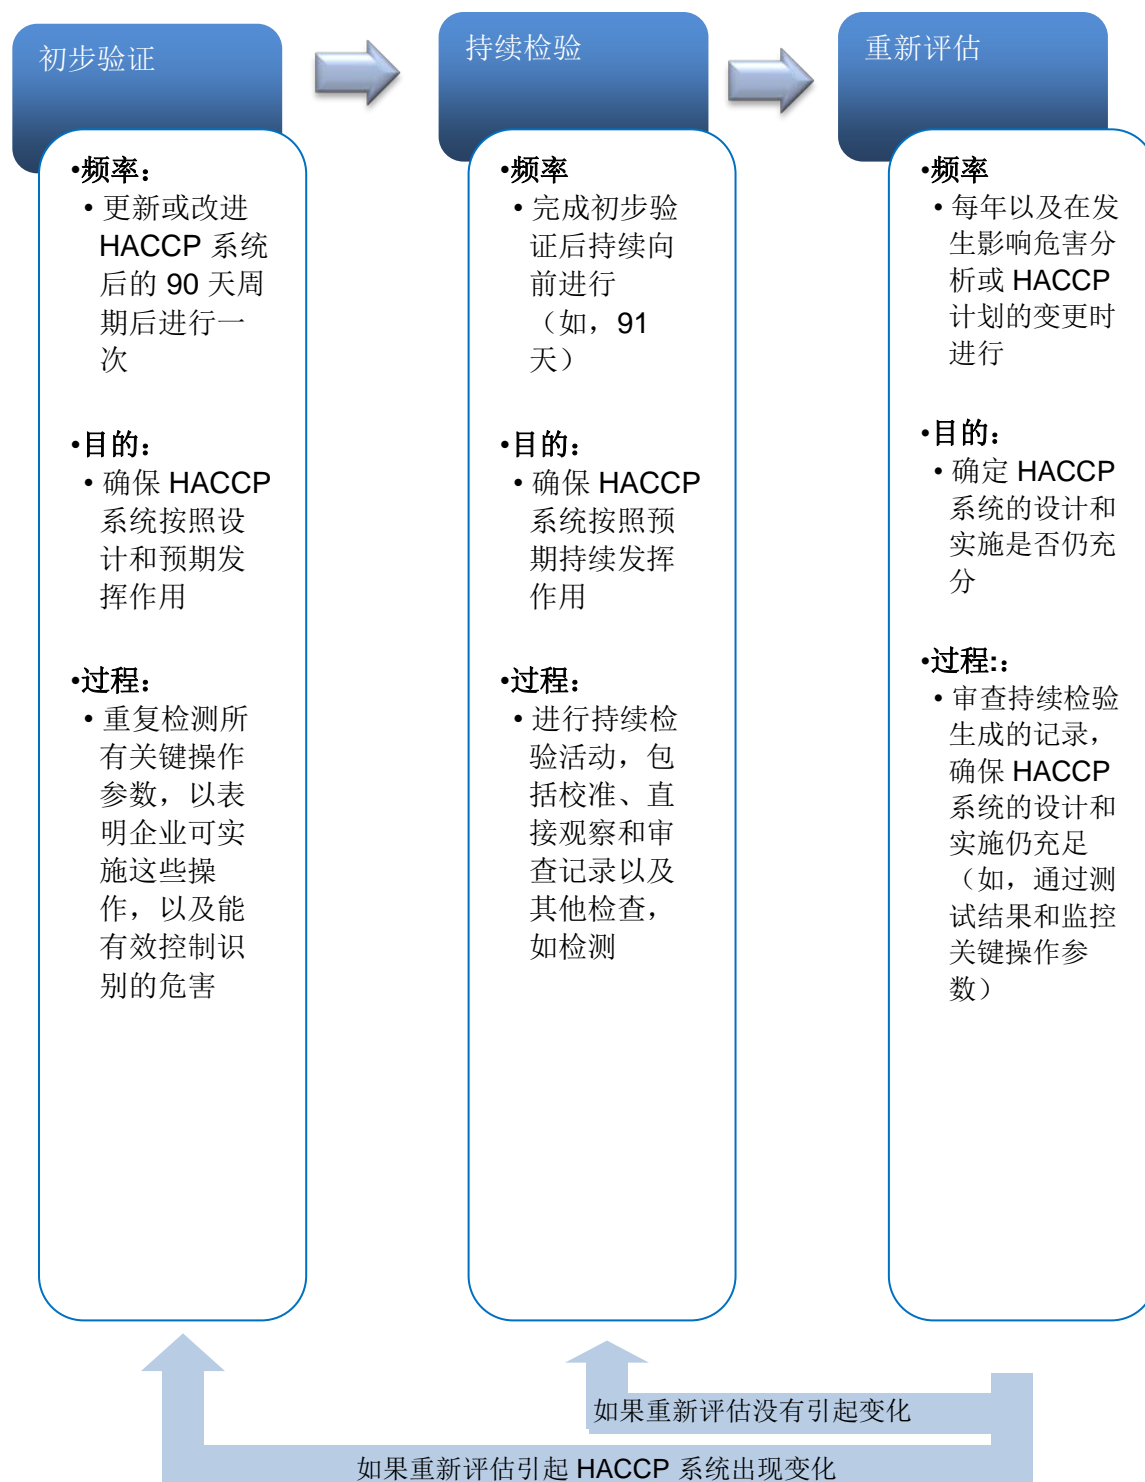 初步验证
•频率：
• 更新或改进
HACCP 系统
后的 90 天周
期后进行一
次
•目的：
• 确保 HACCP
系统按照设
计和预期发
挥作用
•过程：
• 重复检测所
有关键操作
参数，以表
明企业可实
施这些操
作，以及能
有效控制识
别的危害
持续检验
•频率
• 完成初步验
证后持续向
前进行
（如，91
天）
•目的：
• 确保 HACCP
系统按照预
期持续发挥
作用
•过程：
• 进行持续检
验活动，包
括校准、直
接观察和审
查记录以及
其他检查，
如检测
重新评估
•频率
• 每年以及在发
生影响危害分
析或 HACCP
计划的变更时
进行
•目的：
• 确定 HACCP
系统的设计和
实施是否仍充
分
•过程:：
• 审查持续检验
生成的记录，
确保 HACCP
系统的设计和
实施仍充足
（如，通过测
试结果和监控
关键操作参
数）
如果重新评估没有引起变化
如果重新评估引起 HACCP 系统出现变化